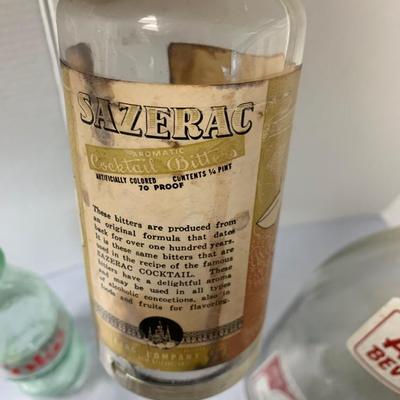 SAZERAC
AROMATIC
Cocktail Bitters
ARTIFICIALLY COLORED CONTENTS ¼ PINT
70 PROOF
These bitters are produced from
an original formula that dates
back for over one hundred years.
It is these same bitters that are
used in the recipe of the famous
SAZERAC COCKTAIL. These
bitters have a delightful aroma
and may be used in all types
of alcoholic concoctions, also in
food and fruits for flavoring.
COMPANY
BEV